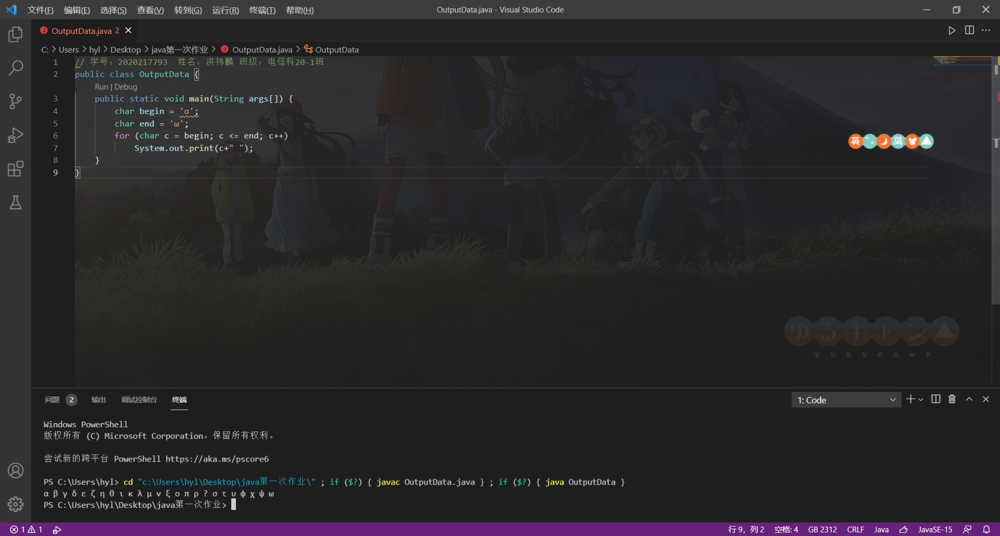 文件(F) 编辑(E) 选择(S) 查看(V) 转到(G) 运行(R) 终端(T) 帮助(H) OutputData.java - Visual Studio Code
OutputData.java 2
C: > Users > hyl > Desktop > java第一次作业 > OutputData.java > OutputData
1 // 学号：2020217793 姓名：洪祎麟 班级：电信科20-1班
2 public class OutputData {
Run | Debug
3 public static void main(String args[]) {
4 char begin = 'α';
5 char end = 'ω';
6 for (char c = begin; c <= end; c++)
7 System.out.print(c+" ");
8 }
9 }
英 简
ゆるキャン
YURUCAMP
问题 2 输出 调试控制台 终端 1: Code
Windows PowerShell
版权所有 (C) Microsoft Corporation。保留所有权利。
尝试新的跨平台 PowerShell https://aka.ms/pscore6
PS C:\Users\hyl> cd "c:\Users\hyl\Desktop\java第一次作业\" ; if ($?) { javac OutputData.java } ; if ($?) { java OutputData }
α β γ δ ε ζ η θ ι κ λ μ ν ξ ο π ρ ? σ τ υ φ χ ψ ω
PS C:\Users\hyl\Desktop\java第一次作业>
1 1 行 9，列 2 空格: 4 GB 2312 CRLF Java JavaSE-15